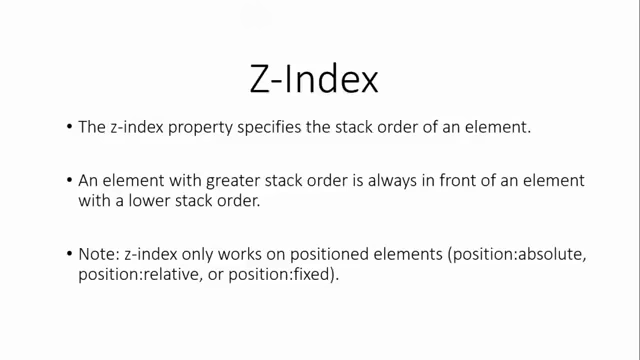 Z-Index
• The z-index property specifies the stack order of an element.
• An element with greater stack order is always in front of an element
with a lower stack order.
• Note: z-index only works on positioned elements (position:absolute,
position:relative, or position:fixed).